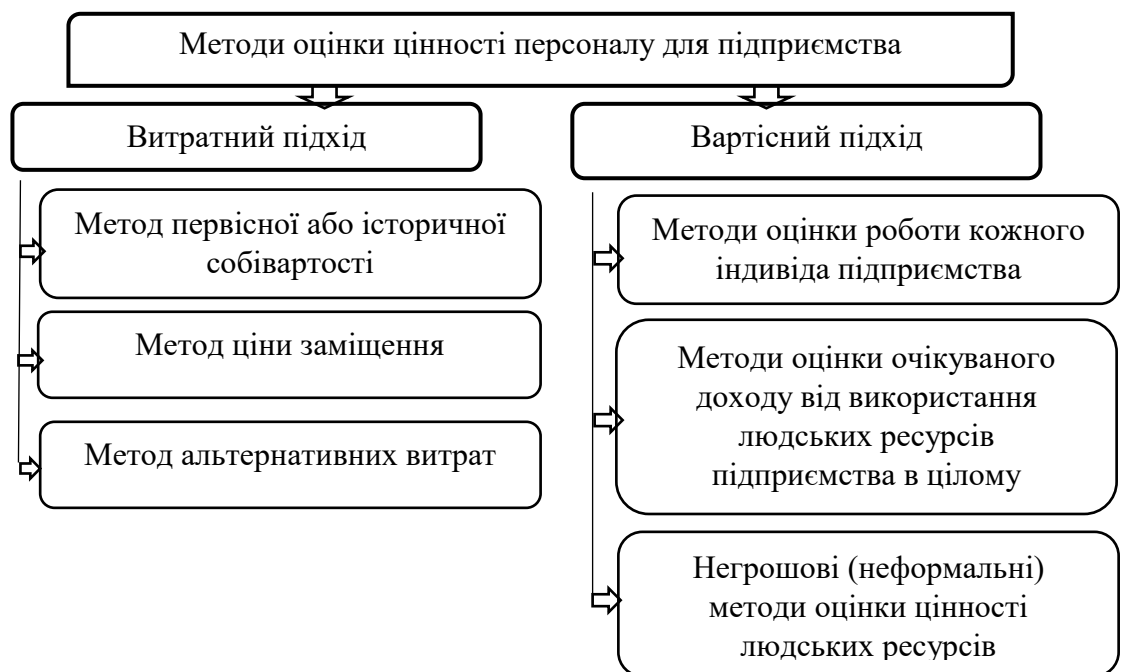 Методи оцінки цінності персоналу для підприємства
Витратний підхід
Метод первісної або історичної
собівартості
Метод ціни заміщення
Метод альтернативних витрат
Вартісний підхід
Методи оцінки роботи кожного
індивіда підприємства
Методи оцінки очікуваного
доходу від використання
людських ресурсів
підприємства в цілому
Негрошові (неформальні)
методи оцінки цінності
людських ресурсів